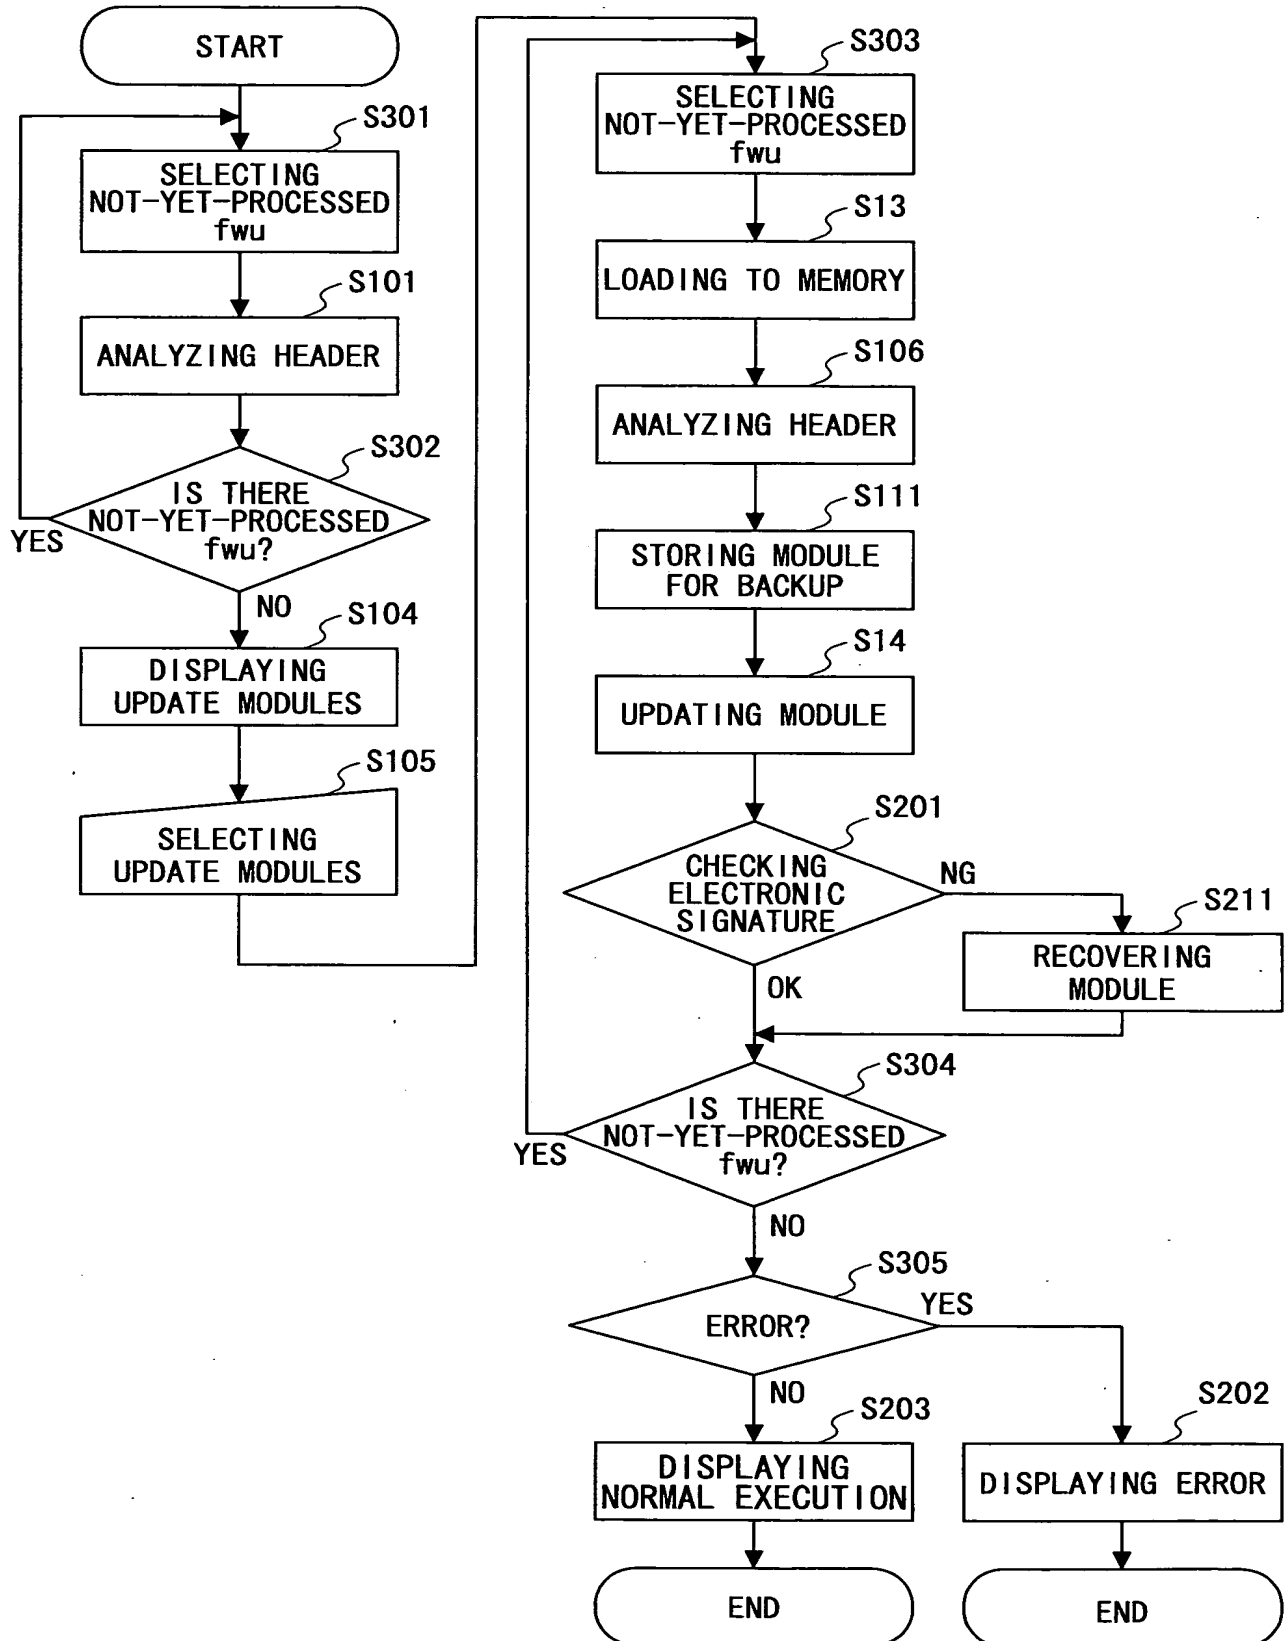 START
S301
SELECTING
NOT-YET-PROCESSED
fwu
S101
ANALYZING HEADER
S302
IS THERE
NOT-YET-PROCESSED
fwu?
YES
NO
S104
DISPLAYING
UPDATE MODULES
S105
SELECTING
UPDATE MODULES
S303
SELECTING
NOT-YET-PROCESSED
fwu
S13
LOADING TO MEMORY
S106
ANALYZING HEADER
S111
STORING MODULE
FOR BACKUP
S14
UPDATING MODULE
S201
CHECKING
ELECTRONIC
SIGNATURE
NG
S211
RECOVERING
MODULE
OK
S304
IS THERE
NOT-YET-PROCESSED
fwu?
YES
NO
S305
ERROR?
YES
NO
S203
DISPLAYING
NORMAL EXECUTION
S202
DISPLAYING ERROR
END
END